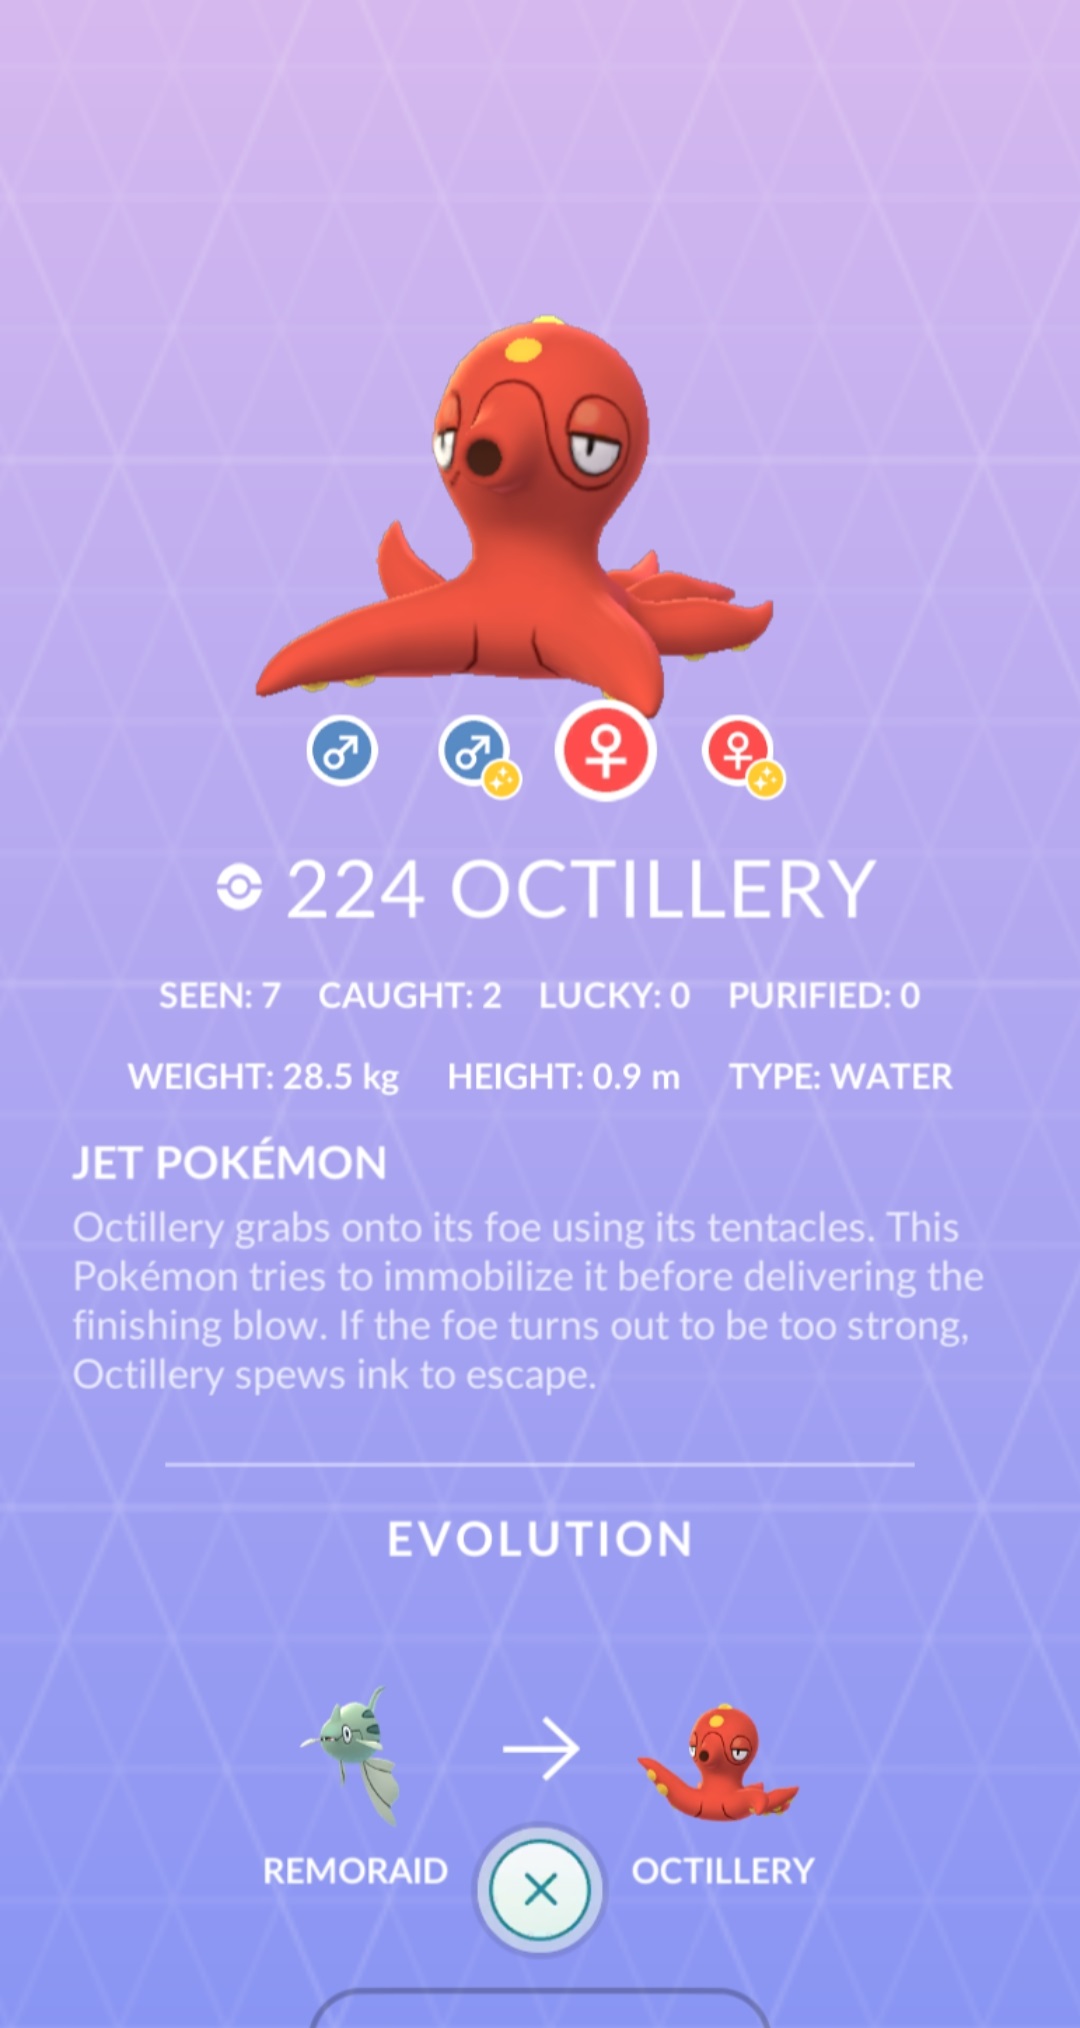 224 OCTILLERY
SEEN: 7 CAUGHT: 2 LUCKY: 0 PURIFIED: 0
WEIGHT: 28.5 kg HEIGHT: 0.9 m TYPE: WATER
JET POKÉMON
Octillery grabs onto its foe using its tentacles. This
Pokémon tries to immobilize it before delivering the
finishing blow. If the foe turns out to be too strong,
Octillery spews ink to escape.
EVOLUTION
REMORAID OCTILLERY